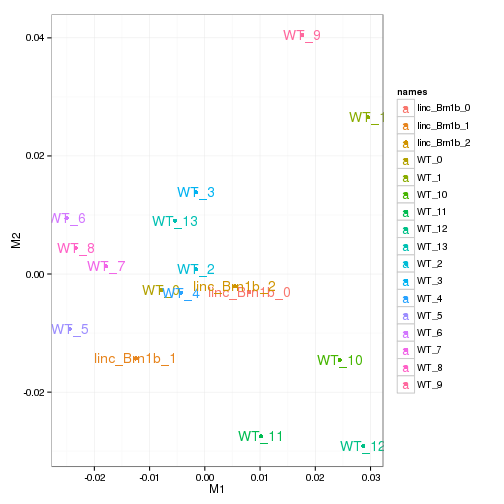 WT_9
0.04
names
linc_Bm1b_0
WT_1
linc_Bm1b_1
linc_Bm1b_2
0.02
WT_0
WT_1
WT_3
WT_10
WT_6
WT_13
WT_11
M2
WT_8
WT_12
WT_7
WT_2
WT_13
0.00
WT_2
linc_Bm1b_2
WT_0
WT_4
linc_Bm1b_0
WT_3
WT_4
WT_5
WT_5
WT_6
linc_Bm1b_1
WT_10
WT_7
-0.02
WT_8
WT_9
WT_11
WT_12
-0.02
-0.01
0.00
0.01
0.02
0.03
M1